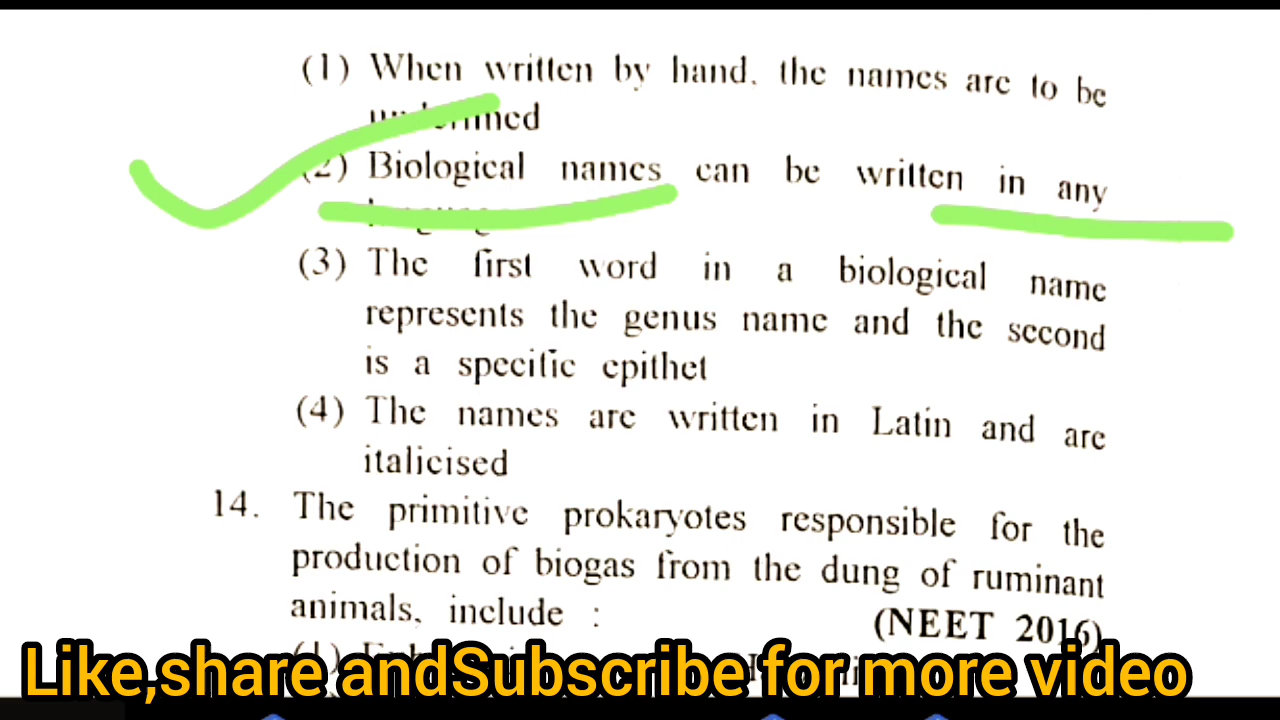 (1) When written by hand, the names are to be
underlined
(2) Biological names can be written in any
language
(3) The first word in a biological name
represents the genus name and the second
is a specific epithet
(4) The names are written in Latin and are
italicised
14. The primitive prokaryotes responsible for the
production of biogas from the dung of ruminant
animals, include :
(NEET 2016)
(1)
Like,share andSubscribe for more video